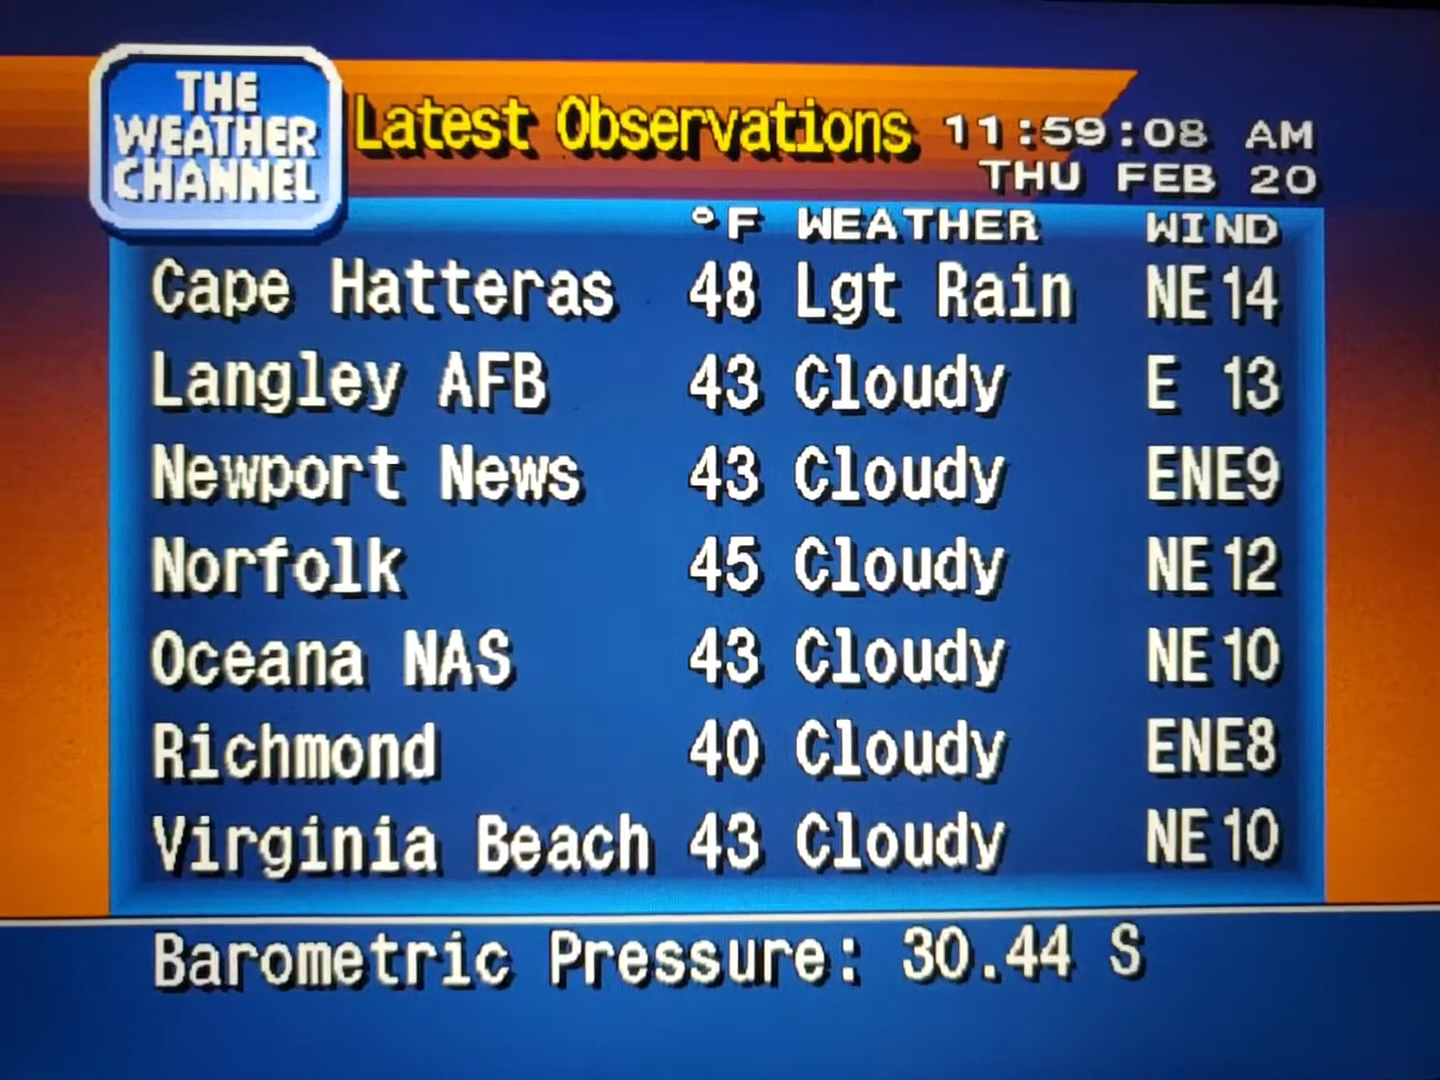 THE
WEATHER
CHANNEL
Latest Observations 11:59:08 AM
THU FEB 20
°F WEATHER WIND
Cape Hatteras 48 Lgt Rain NE 14
Langley AFB 43 Cloudy E 13
Newport News 43 Cloudy ENE9
Norfolk 45 Cloudy NE 12
Oceana NAS 43 Cloudy NE 10
Richmond 40 Cloudy ENE8
Virginia Beach 43 Cloudy NE 10
Barometric Pressure: 30.44 S